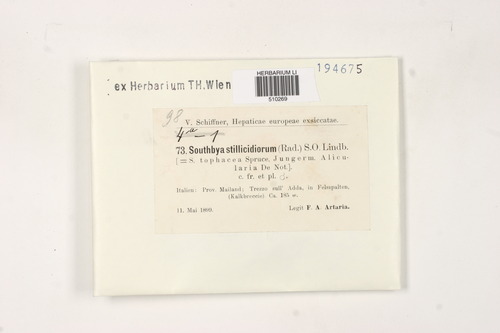 ex Herbarium TH.Wien
HERBARIUM LI
510269
194675
98
V. Schiffner, Hepaticae europeae exsiccatae.
73. Southbya stillicidiorum (Rad.) S.O. Lindb.
[= S. tophacea Spruce, Jungerm. Alicu-
laria De Not.].
c. fr. et pl.
Italien: Prov. Mailand; Trezzo sull' Adda, in Felsspalten,
(Kalkbreccie) Ca. 185 m.
11. Mai 1899.
Legit F. A. Artaria.